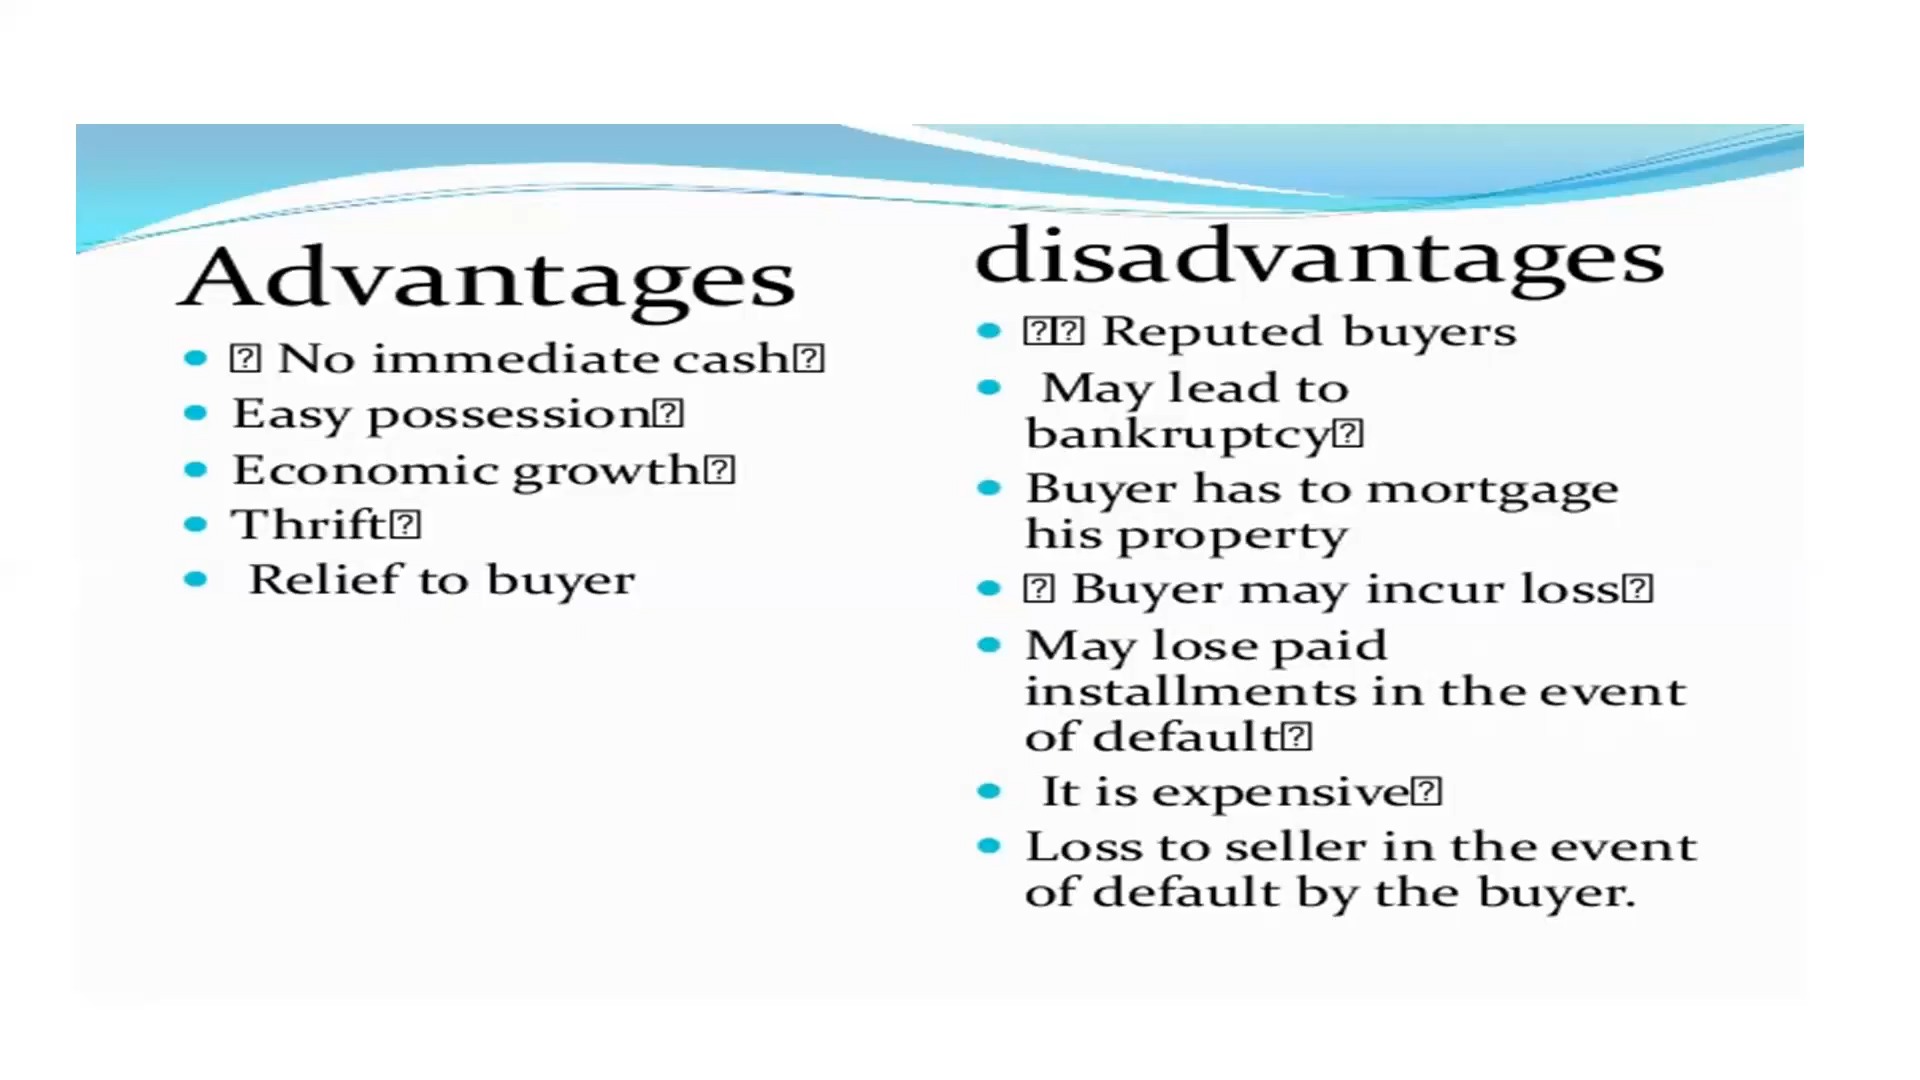 Advantages
• ⍰ No immediate cash⍰
• Easy possession⍰
• Economic growth⍰
• Thrift⍰
• Relief to buyer
disadvantages
• ⍰⍰ Reputed buyers
• May lead to
bankruptcy⍰
• Buyer has to mortgage
his property
• ⍰ Buyer may incur loss⍰
• May lose paid
installments in the event
of default⍰
• It is expensive⍰
• Loss to seller in the event
of default by the buyer.